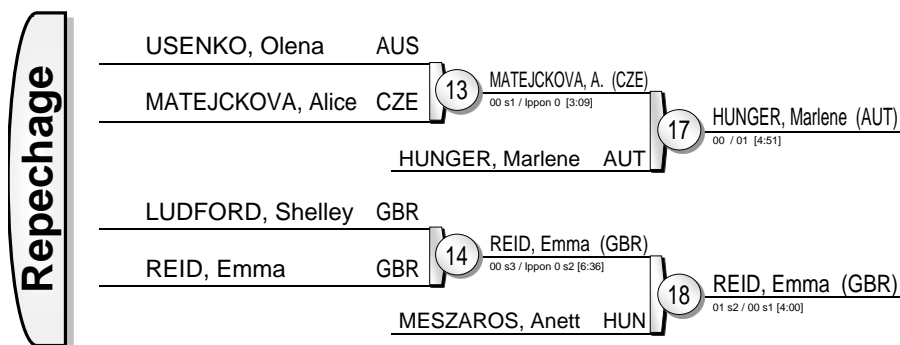 Repechage
USENKO, Olena AUS
MATEJCKOVA, Alice CZE
13
MATEJCKOVA, A. (CZE)
00 s1 / Ippon 0 [3:09]
HUNGER, Marlene AUT
17
HUNGER, Marlene (AUT)
00 / 01 [4:51]
LUDFORD, Shelley GBR
REID, Emma GBR
14
REID, Emma (GBR)
00 s3 / Ippon 0 s2 [6:36]
MESZAROS, Anett HUN
18
REID, Emma (GBR)
01 s2 / 00 s1 [4:00]